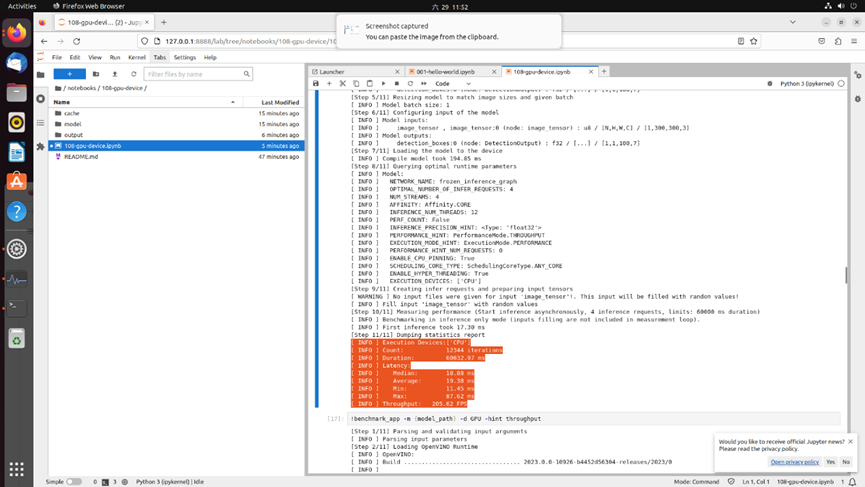 Activities
Firefox Web Browser
六 29 11:52
108-gpu-device/ (2) - Jup
Screenshot captured
You can paste the image from the clipboard.
127.0.0.1:8888/lab/tree/notebooks/108-gpu-device/
File Edit View Run Kernel Tabs Settings Help
Filter files by name
/ notebooks / 108-gpu-device /
Name Last Modified
cache 15 minutes ago
model 15 minutes ago
output 6 minutes ago
108-gpu-device.ipynb 5 minutes ago
README.md 47 minutes ago
Launcher
001-hello-world.ipynb
108-gpu-device.ipynb
Code
Python 3 (ipykernel)
[Step 5/11] Resizing model to match image sizes and given batch
[ INFO ] Model batch size: 1
[Step 6/11] Configuring input of the model
[ INFO ] Model inputs:
[ INFO ] image_tensor , image_tensor:0 (node: image_tensor) : u8 / [N,H,W,C] / [1,300,300,3]
[ INFO ] Model outputs:
[ INFO ] detection_boxes:0 (node: DetectionOutput) : f32 / [...] / [1,1,100,7]
[Step 7/11] Loading the model to the device
[ INFO ] Compile model took 194.85 ms
[Step 8/11] Querying optimal runtime parameters
[ INFO ] Model:
[ INFO ] NETWORK_NAME: frozen_inference_graph
[ INFO ] OPTIMAL_NUMBER_OF_INFER_REQUESTS: 4
[ INFO ] NUM_STREAMS: 4
[ INFO ] AFFINITY: Affinity.CORE
[ INFO ] INFERENCE_NUM_THREADS: 12
[ INFO ] PERF_COUNT: False
[ INFO ] INFERENCE_PRECISION_HINT: <Type: 'float32'>
[ INFO ] PERFORMANCE_HINT: PerformanceMode.THROUGHPUT
[ INFO ] EXECUTION_MODE_HINT: ExecutionMode.PERFORMANCE
[ INFO ] PERFORMANCE_HINT_NUM_REQUESTS: 0
[ INFO ] ENABLE_CPU_PINNING: True
[ INFO ] SCHEDULING_CORE_TYPE: SchedulingCoreType.ANY_CORE
[ INFO ] ENABLE_HYPER_THREADING: True
[ INFO ] EXECUTION_DEVICES: ['CPU']
[Step 9/11] Creating infer requests and preparing input tensors
[ WARNING ] No input files were given for input 'image_tensor'!. This input will be filled with random values!
[ INFO ] Fill input 'image_tensor' with random values
[Step 10/11] Measuring performance (Start inference asynchronously, 4 inference requests, limits: 60000 ms duration)
[ INFO ] Benchmarking in inference only mode (inputs filling are not included in measurement loop).
[ INFO ] First inference took 17.30 ms
[Step 11/11] Dumping statistics report
[ INFO ] Execution Devices:['CPU']
[ INFO ] Count: 12344 iterations
[ INFO ] Duration: 60032.97 ms
[ INFO ] Latency:
[ INFO ] Median: 18.88 ms
[ INFO ] Average: 19.38 ms
[ INFO ] Min: 11.45 ms
[ INFO ] Max: 87.62 ms
[ INFO ] Throughput: 205.62 FPS
[17]: !benchmark_app -m {model_path} -d GPU -hint throughput
[Step 1/11] Parsing and validating input arguments
[ INFO ] Parsing input parameters
[Step 2/11] Loading OpenVINO Runtime
[ INFO ] OpenVINO:
[ INFO ] Build ................................. 2023.0.0-10926-b4452d56304-releases/2023/0
[ INFO ]
Would you like to receive official Jupyter news?
Please read the privacy policy.
Open privacy policy Yes No
Simple 0 3 Python 3 (ipykernel) | Idle
Mode: Command Ln 1, Col 1 108-gpu-device.ipynb 1